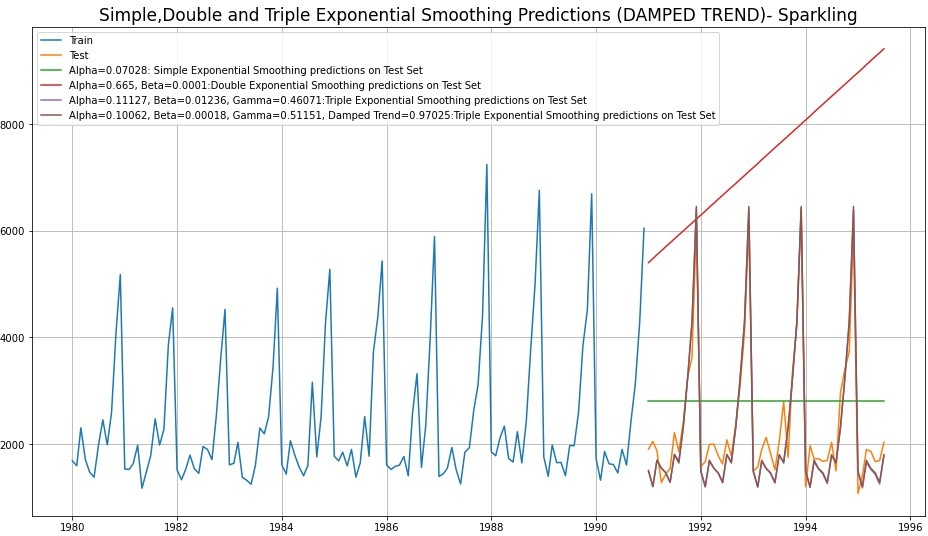 Simple,Double and Triple Exponential Smoothing Predictions (DAMPED TREND)- Sparkling
Train
Test
Alpha=0.07028: Simple Exponential Smoothing predictions on Test Set
Alpha=0.665, Beta=0.0001:Double Exponential Smoothing predictions on Test Set
Alpha=0.11127, Beta=0.01236, Gamma=0.46071:Triple Exponential Smoothing predictions on Test Set
Alpha=0.10062, Beta=0.00018, Gamma=0.51151, Damped Trend=0.97025:Triple Exponential Smoothing predictions on Test Set
8000
6000
4000
2000
1980 1982 1984 1986 1988 1990 1992 1994 1996